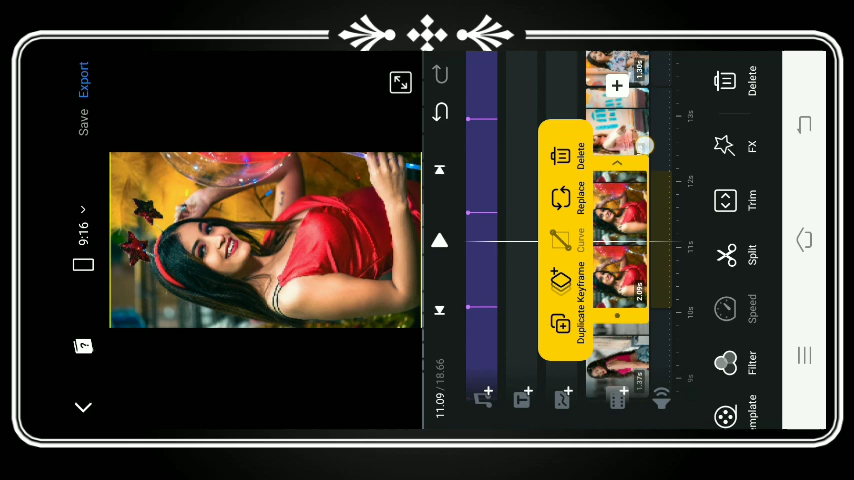 Save Export
9:16
11.09 / 18.66
Delete
Replace
Curve
Duplicate Keyframe
1.30s
2.09s
1.37s
13s
12s
11s
10s
9s
Delete
FX
Trim
Split
Speed
Filter
emplate